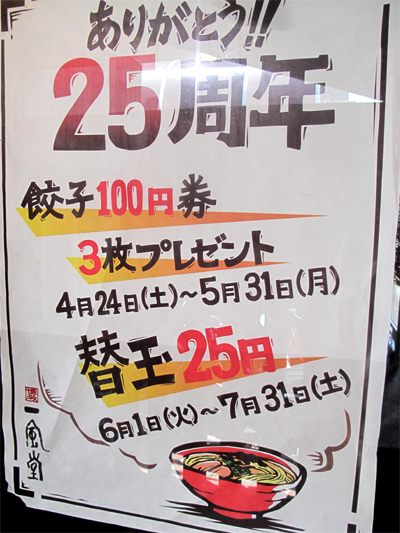 ありがとう!!
25周年
餃子100円券
3枚プレゼント
4月24日(土)~5月31日(月)
替玉25円
6月1日(火)~7月31日(土)
一風堂